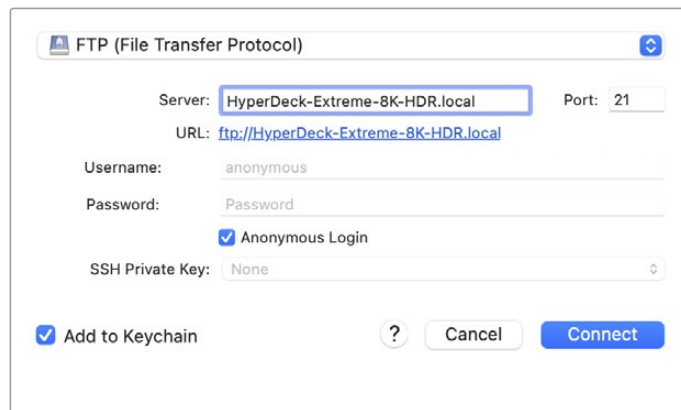 FTP (File Transfer Protocol)
Server: HyperDeck-Extreme-8K-HDR.local Port: 21
URL: ftp://HyperDeck-Extreme-8K-HDR.local
Username: anonymous
Password: Password
Anonymous Login
SSH Private Key: None
Add to Keychain ? Cancel Connect